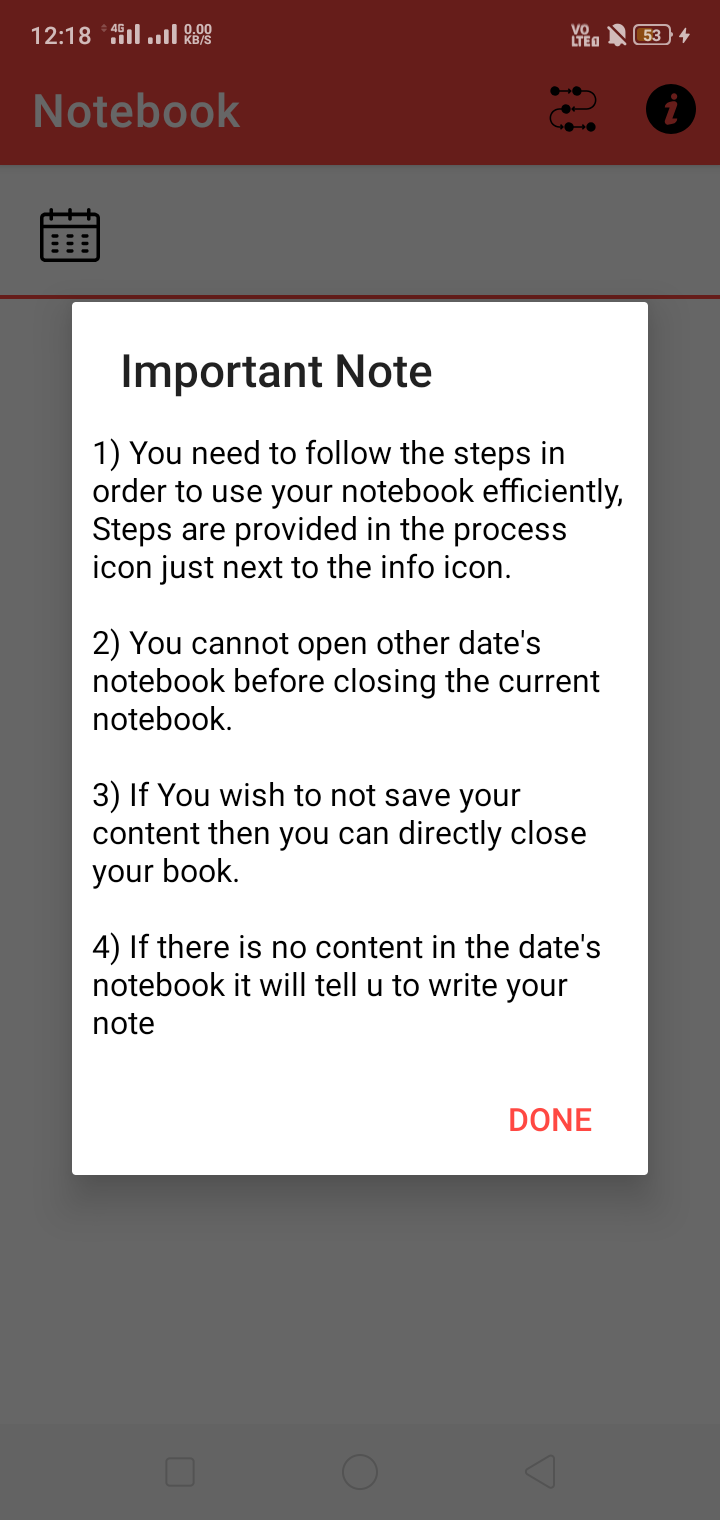 12:18 4G 0.00 KB/S VO LTE1 53
Notebook
i
Important Note
1) You need to follow the steps in
order to use your notebook efficiently,
Steps are provided in the process
icon just next to the info icon.
2) You cannot open other date's
notebook before closing the current
notebook.
3) If You wish to not save your
content then you can directly close
your book.
4) If there is no content in the date's
notebook it will tell u to write your
note
DONE